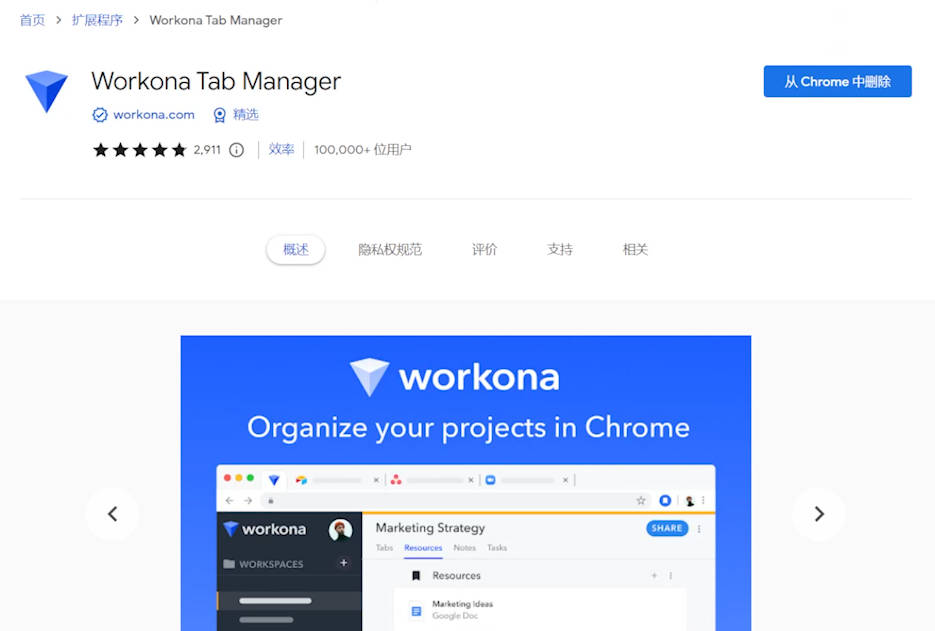 首页 > 扩展程序 > Workona Tab Manager
Workona Tab Manager
从 Chrome 中删除
workona.com 精选
2,911 效率 100,000+ 位用户
概述 隐私权规范 评价 支持 相关
workona
Organize your projects in Chrome
workona
Marketing Strategy
SHARE
Tabs Resources Notes Tasks
WORKSPACES +
Resources +
Marketing Ideas
Google Doc